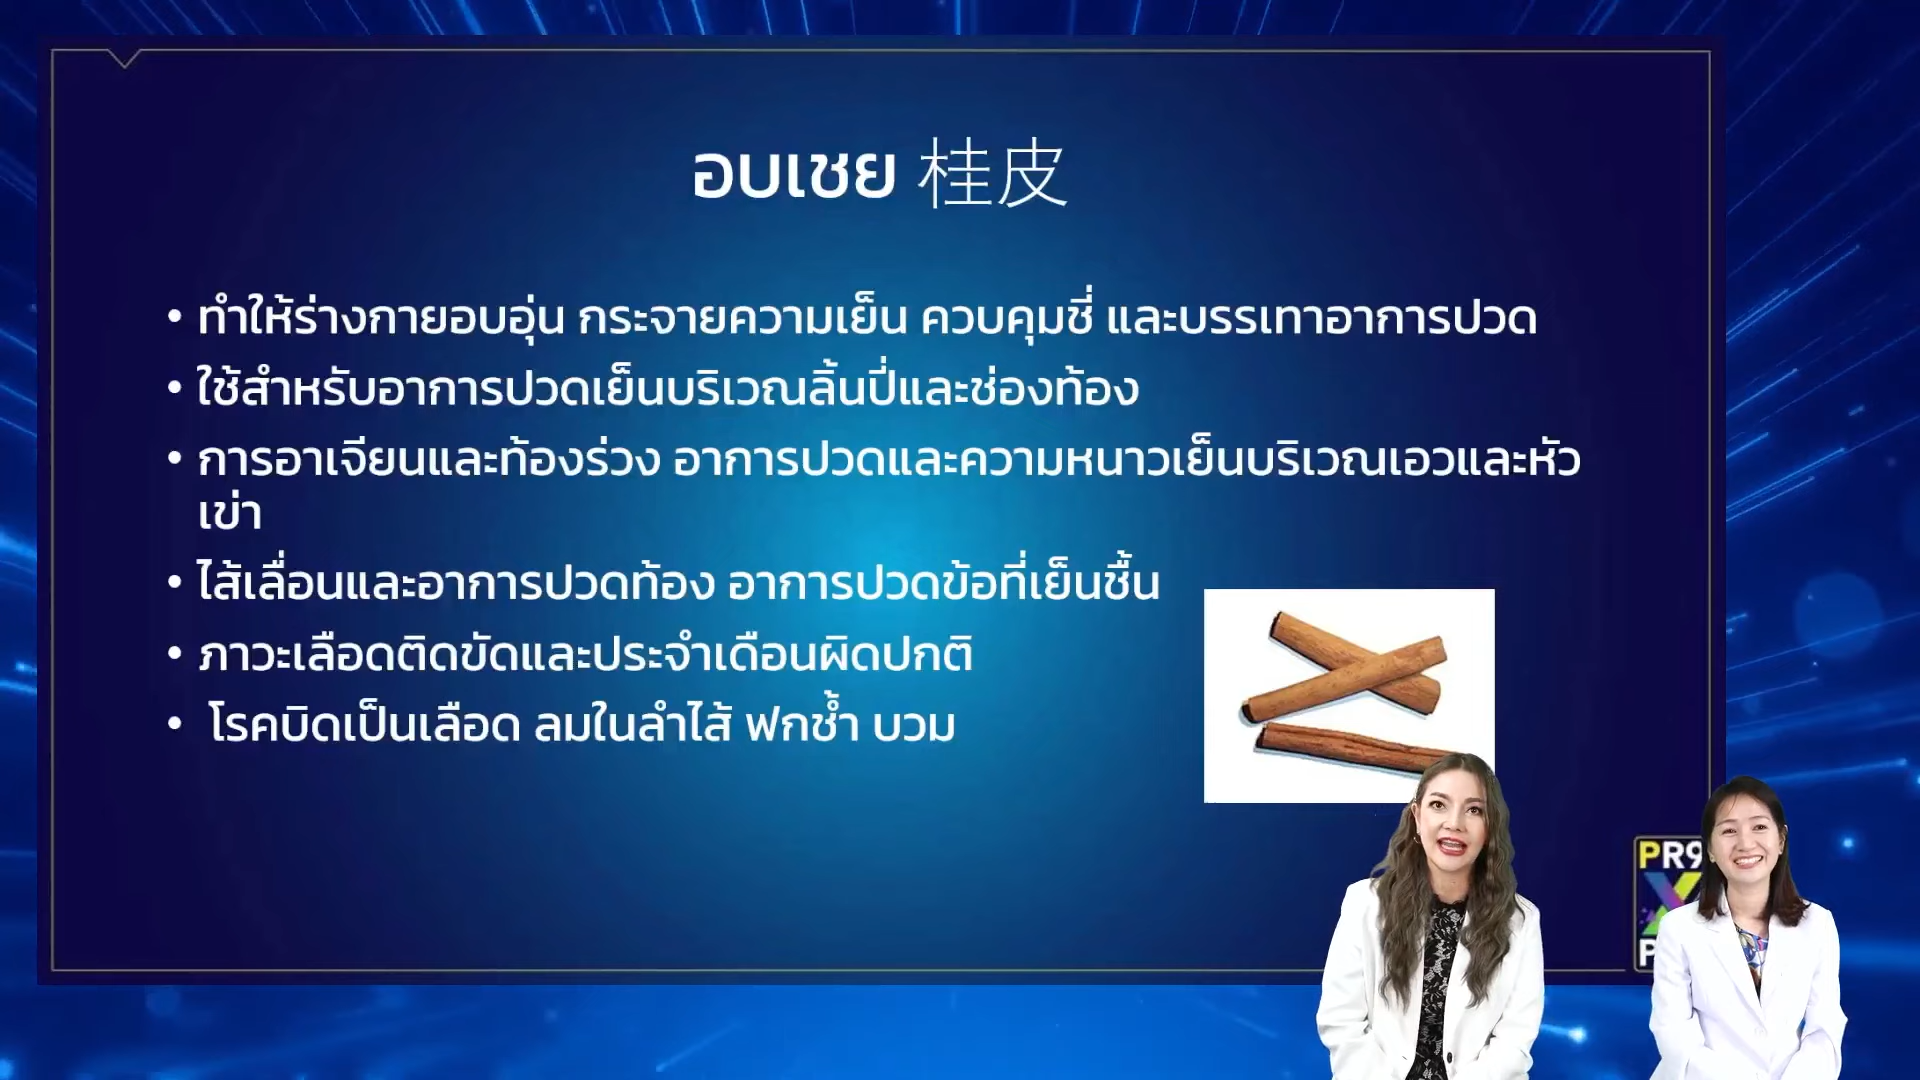 อบเชย 桂皮
• ทำให้ร่างกายอบอุ่น กระจายความเย็น ควบคุมชี่ และบรรเทาอาการปวด
• ใช้สำหรับอาการปวดเย็นบริเวณลิ้นปี่และช่องท้อง
• การอาเจียนและท้องร่วง อาการปวดและความหนาวเย็นบริเวณเอวและหัว
เข่า
• ไส้เลื่อนและอาการปวดท้อง อาการปวดข้อที่เย็นชื้น
• ภาวะเลือดติดขัดและประจำเดือนผิดปกติ
• โรคบิดเป็นเลือด ลมในลำไส้ ฟกช้ำ บวม
PR9
X
P